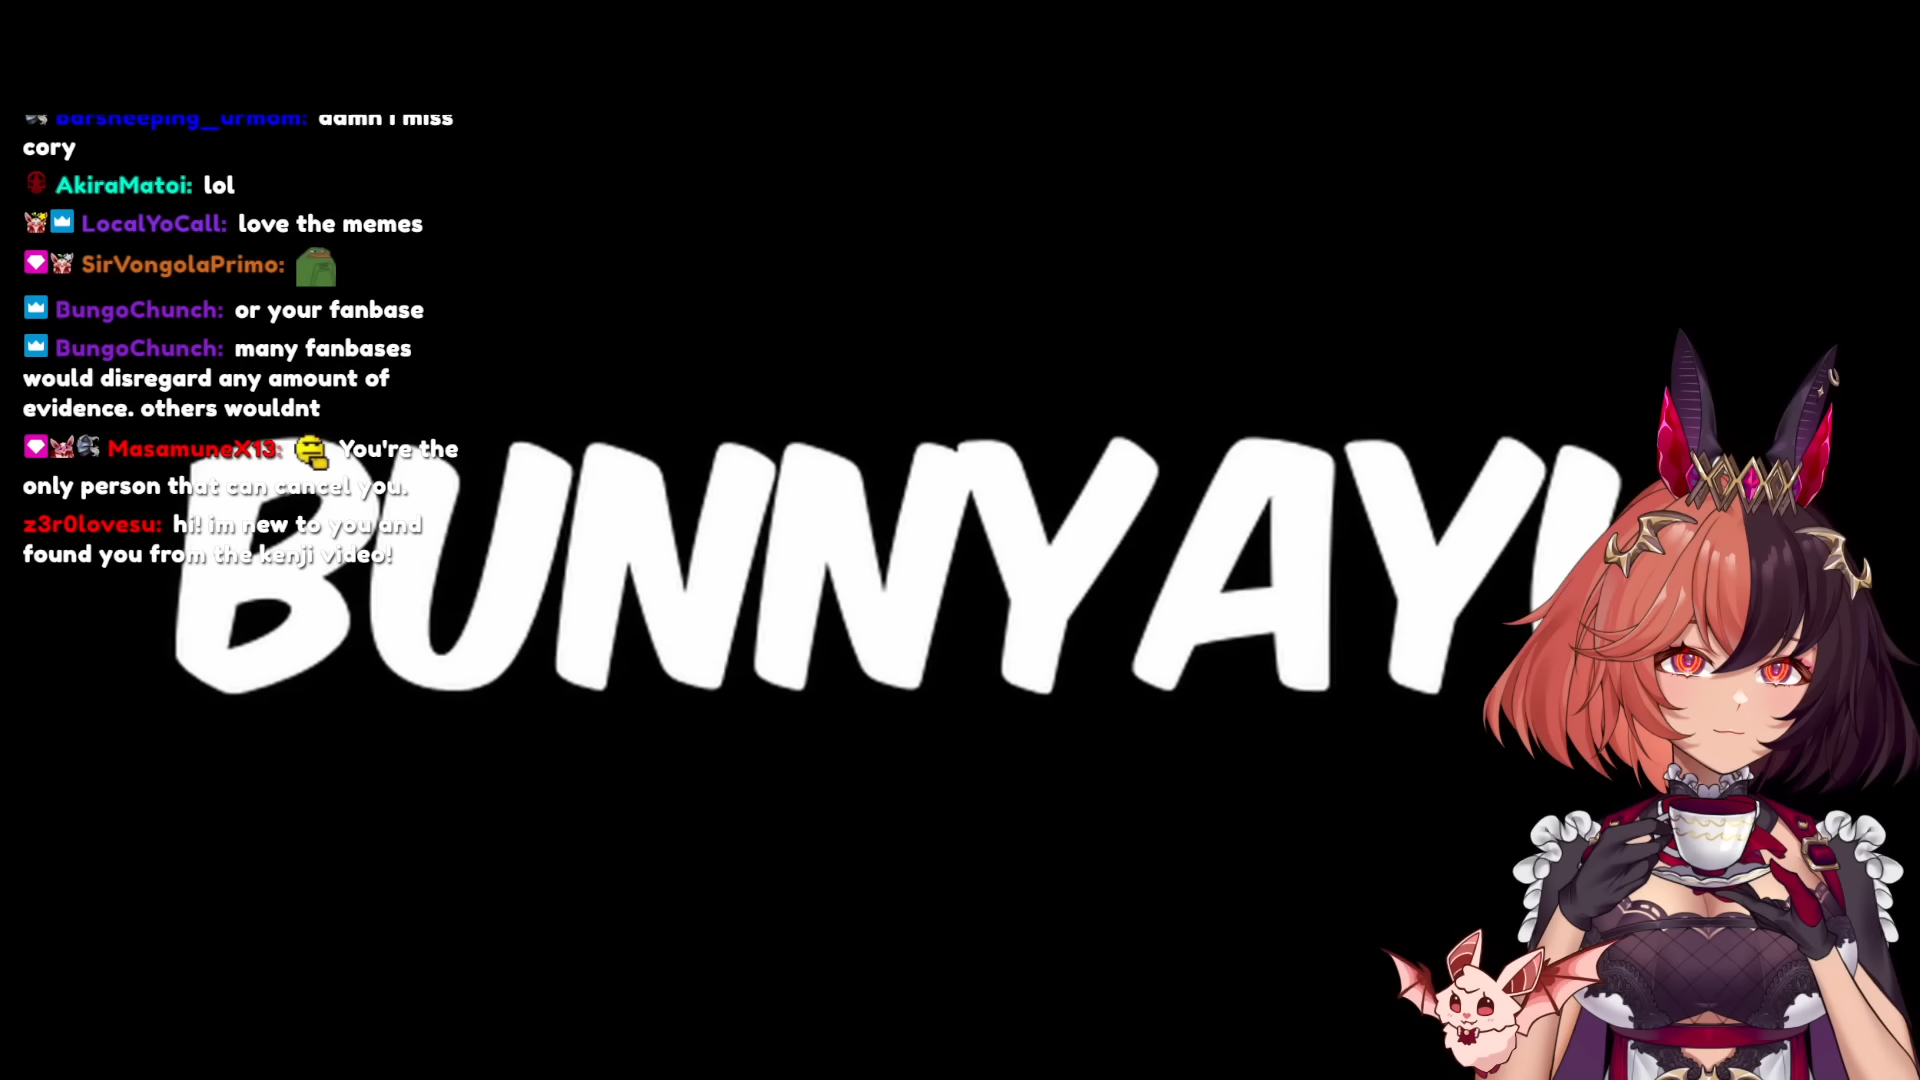 barsheeping_urmom: damn i miss
cory
AkiraMatoi: lol
LocalYoCall: love the memes
SirVongolaPrimo:
BungoChunch: or your fanbase
BungoChunch: many fanbases
would disregard any amount of
evidence. others wouldnt
MasamuneX13: You're the
only person that can cancel you.
z3r0lovesu: hi! im new to you and
found you from the kenji video!
BUNNYAY